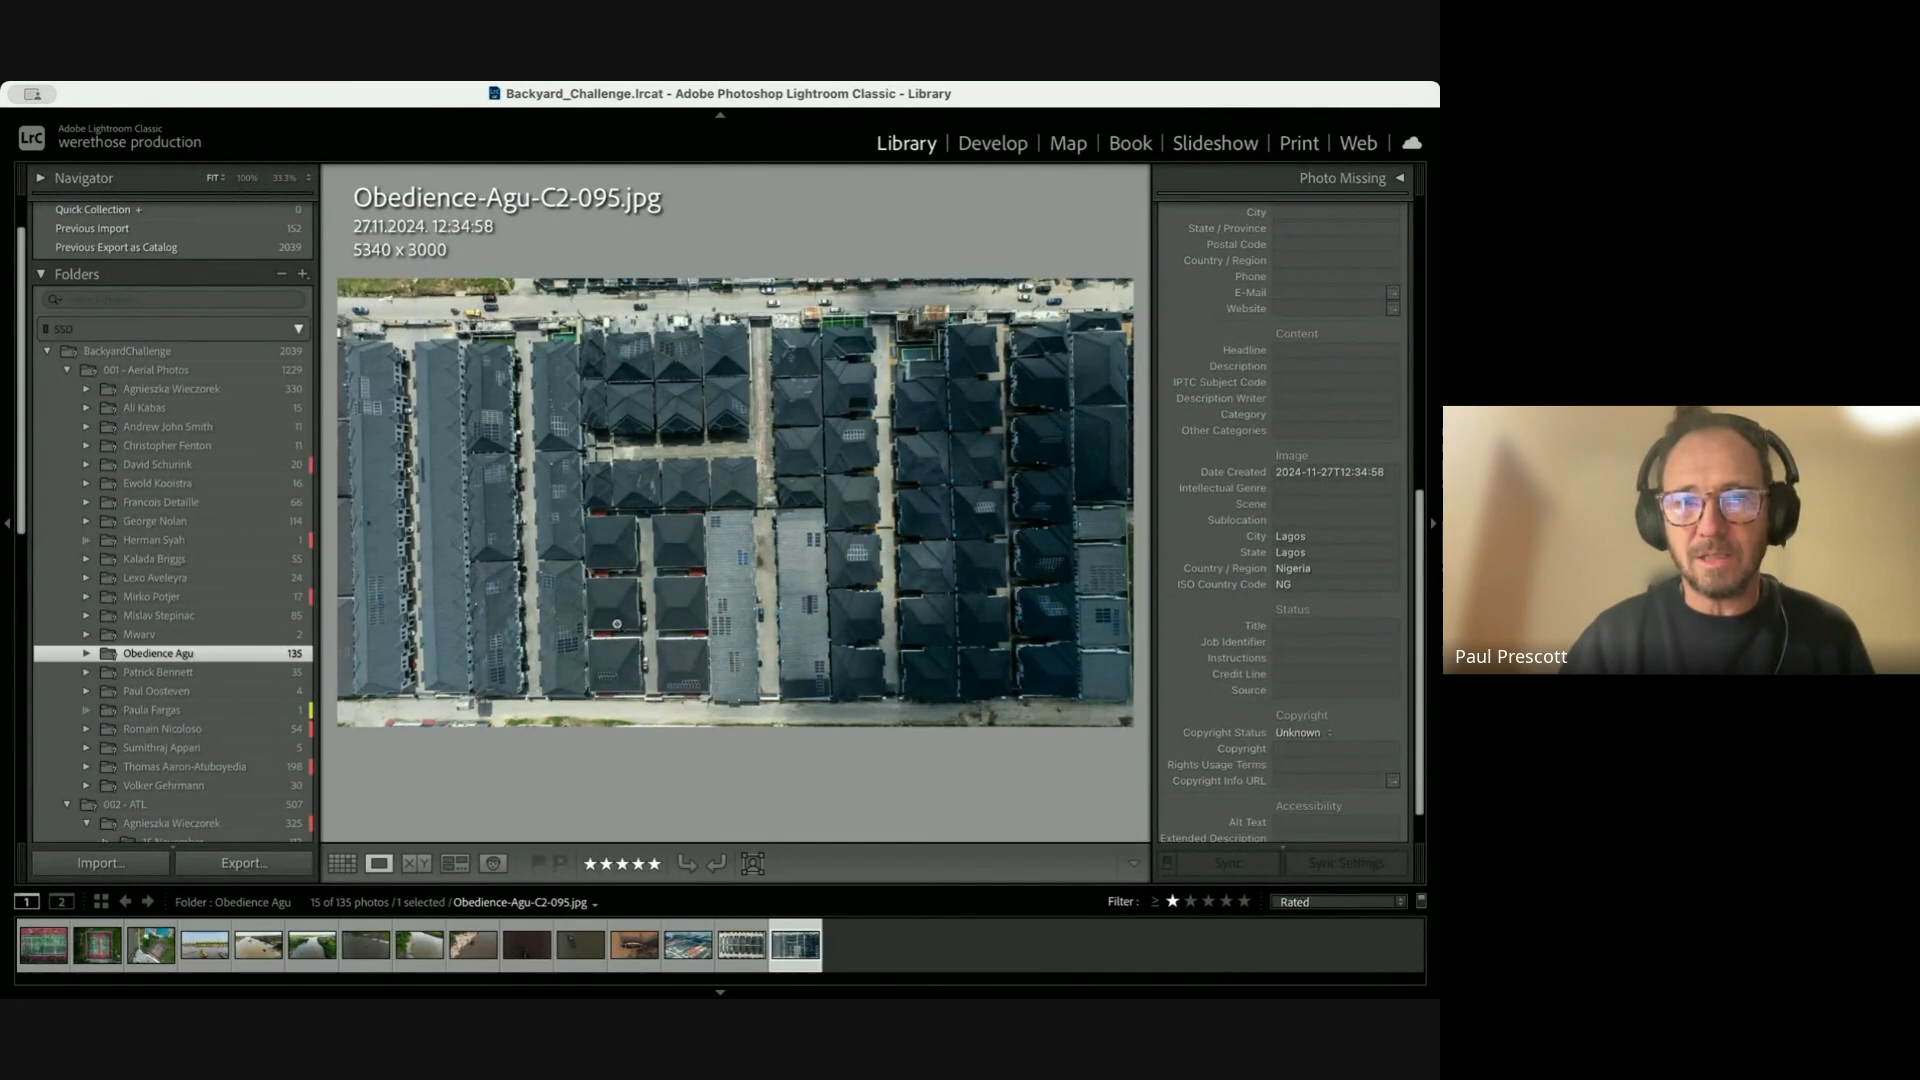 Backyard_Challenge.lrcat - Adobe Photoshop Lightroom Classic - Library
LrC
Adobe Lightroom Classic
werethose production
Library | Develop | Map | Book | Slideshow | Print | Web |
Navigator FIT 100% 33.3%
Quick Collection + 0
Previous Import 152
Previous Export as Catalog 2039
Folders
SSD
BackyardChallenge 2039
001 - Aerial Photos 1229
Agnieszka Wieczorek 330
Ali Kabas 15
Andrew John Smith 11
Christopher Fenton 11
David Schurink 20
Ewold Kooistra 16
Francois Detaille 66
George Nolan 114
Herman Syah 1
Kalada Briggs 55
Lexo Aveleyra 24
Mirko Potjer 17
Mislav Stepinac 85
Mwarv 2
Obedience Agu 135
Patrick Bennett 35
Paul Oosteven 4
Paula Fargas 1
Romain Nicoloso 54
Sumithraj Appari 5
Thomas Aaron-Atuboyedia 198
Volker Gehrmann 30
002 - ATL 507
Agnieszka Wieczorek 325
Import...
Export...
Obedience-Agu-C2-095.jpg
27.11.2024. 12:34:58
5340 x 3000
X Y
★★★★★
Photo Missing
City
State / Province
Postal Code
Country / Region
Phone
E-Mail
Website
Content
Headline
Description
IPTC Subject Code
Description Writer
Category
Other Categories
Image
Date Created 2024-11-27T12:34:58
Intellectual Genre
Scene
Sublocation
City Lagos
State Lagos
Country / Region Nigeria
ISO Country Code NG
Status
Title
Job Identifier
Instructions
Credit Line
Source
Copyright
Copyright Status Unknown
Copyright
Rights Usage Terms
Copyright Info URL
Accessibility
Alt Text
Extended Description
Sync
Sync Settings
1 2
Folder : Obedience Agu
15 of 135 photos / 1 selected / Obedience-Agu-C2-095.jpg
Filter : ≥ ★★★★★
Rated
Paul Prescott